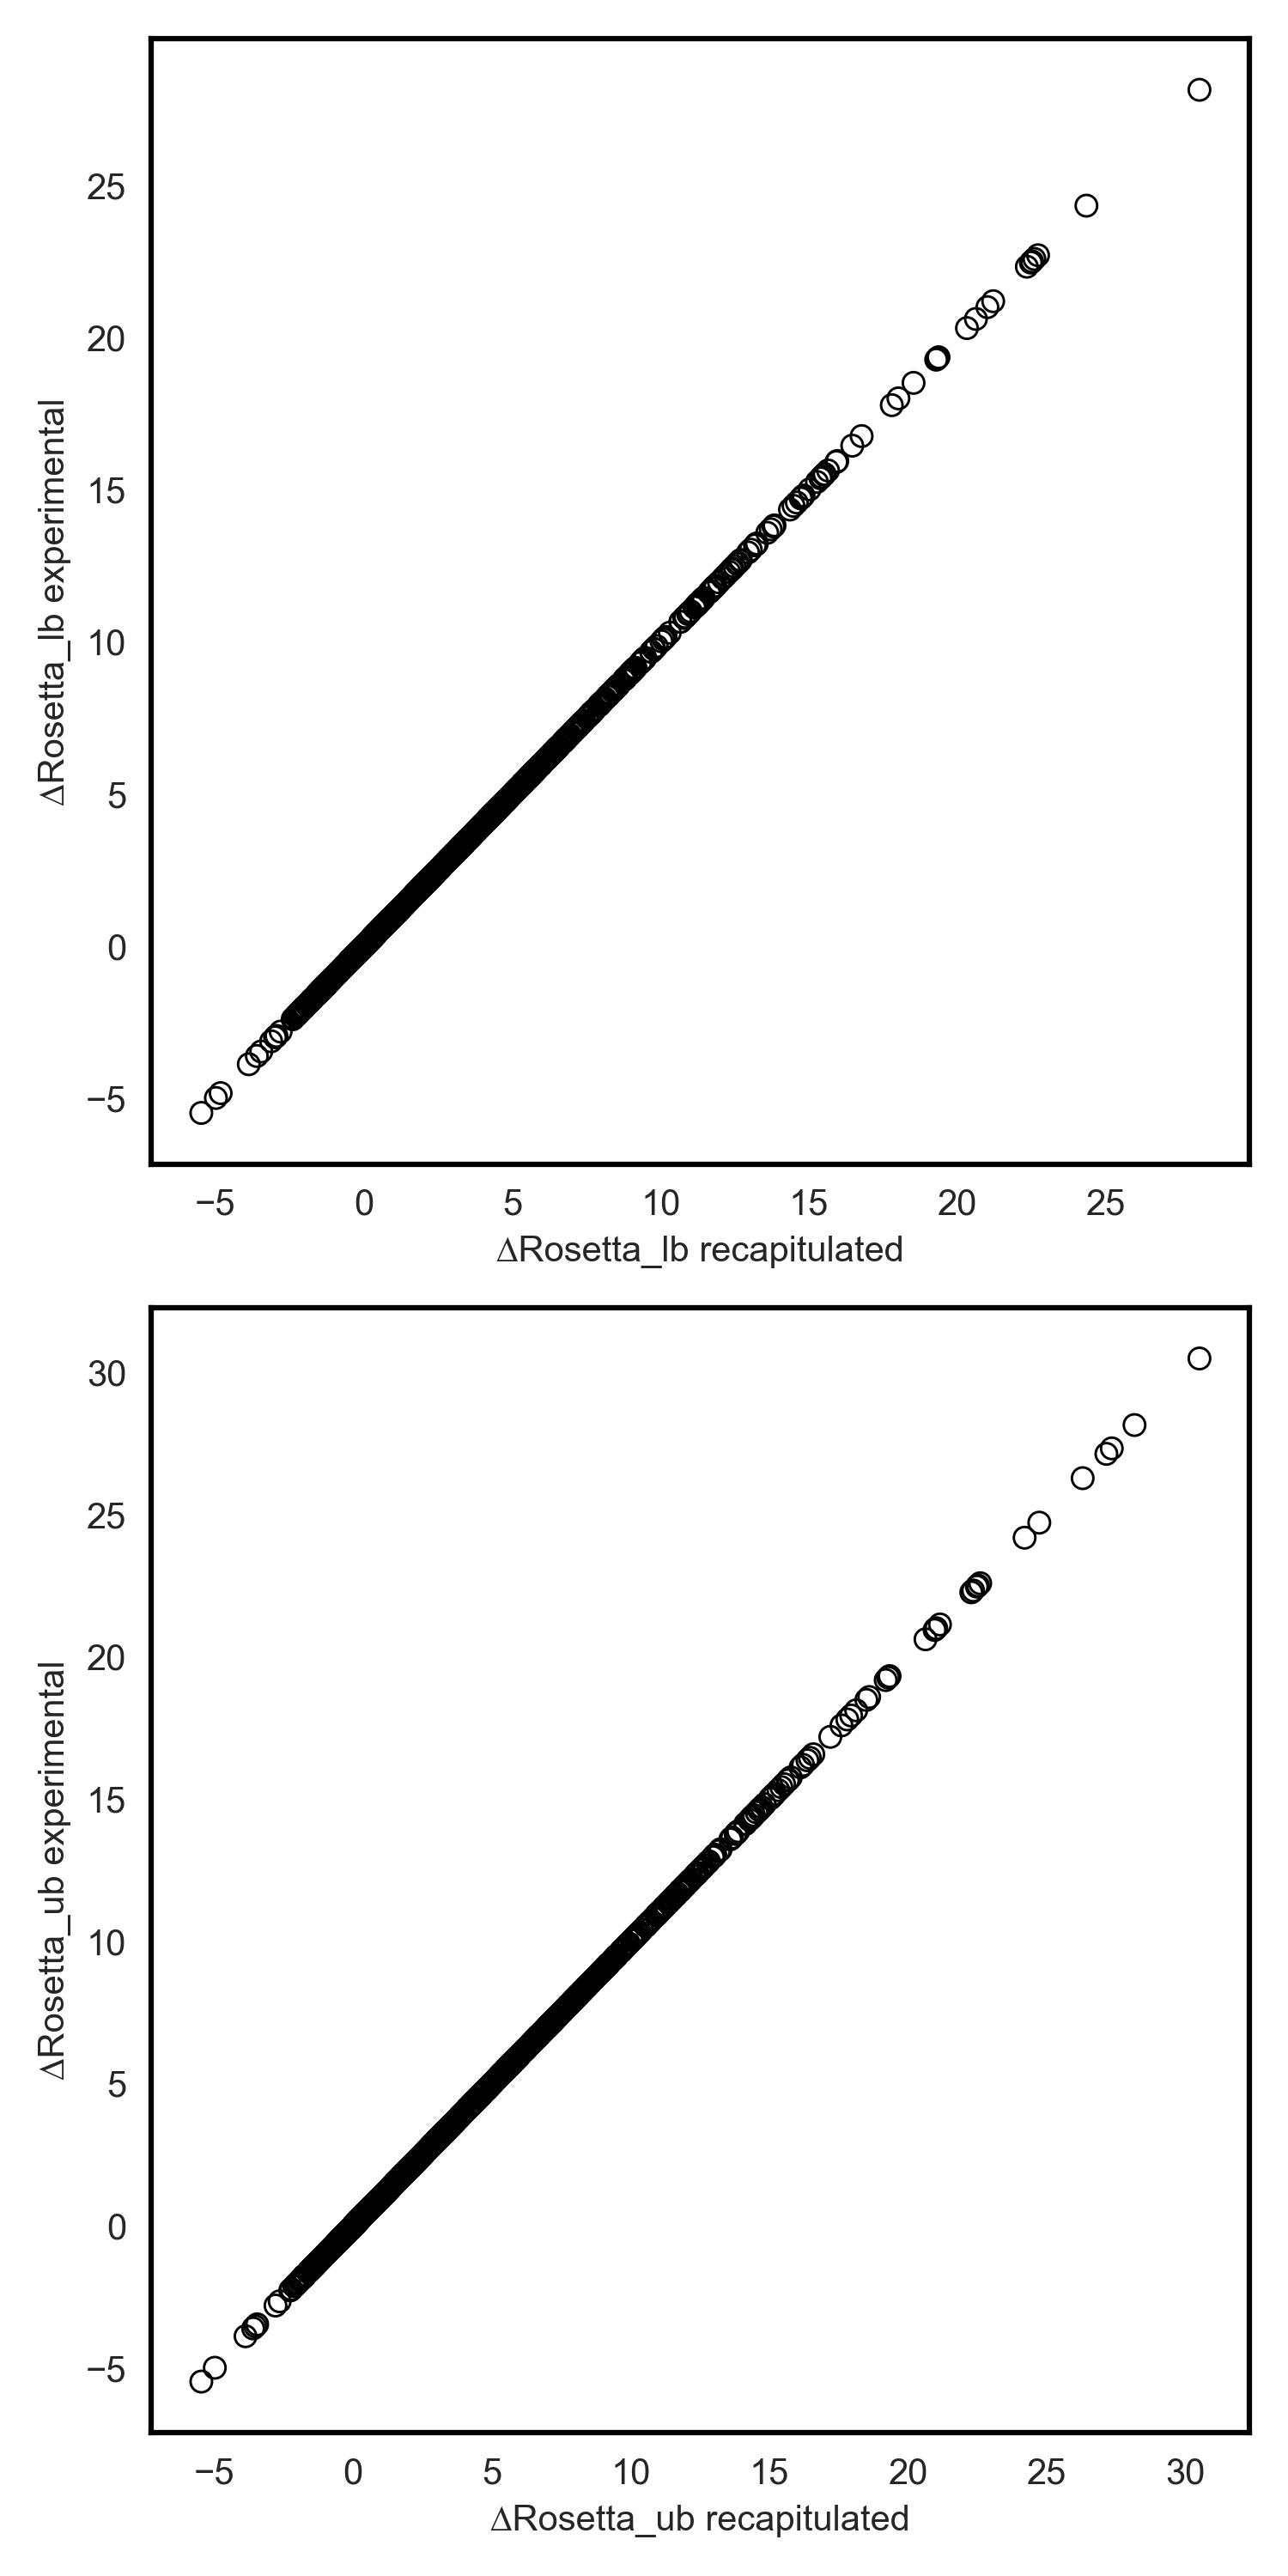 25
20
15
10
5
0
−5
ΔRosetta_lb experimental
−5 0 5 10 15 20 25
ΔRosetta_lb recapitulated
30
25
20
15
10
5
0
−5
ΔRosetta_ub experimental
−5 0 5 10 15 20 25 30
ΔRosetta_ub recapitulated